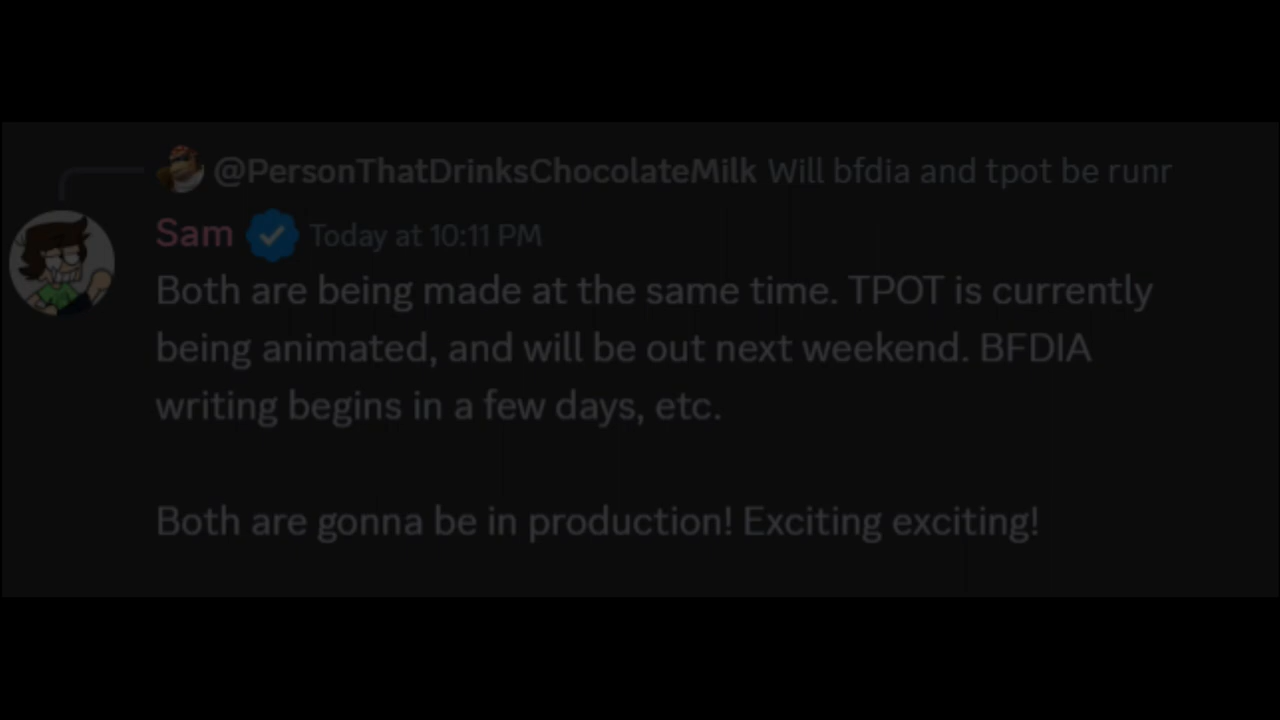 @PersonThatDrinksChocolateMilk Will bfdia and tpot be runr
Sam Today at 10:11 PM
Both are being made at the same time. TPOT is currently
being animated, and will be out next weekend. BFDIA
writing begins in a few days, etc.
Both are gonna be in production! Exciting exciting!